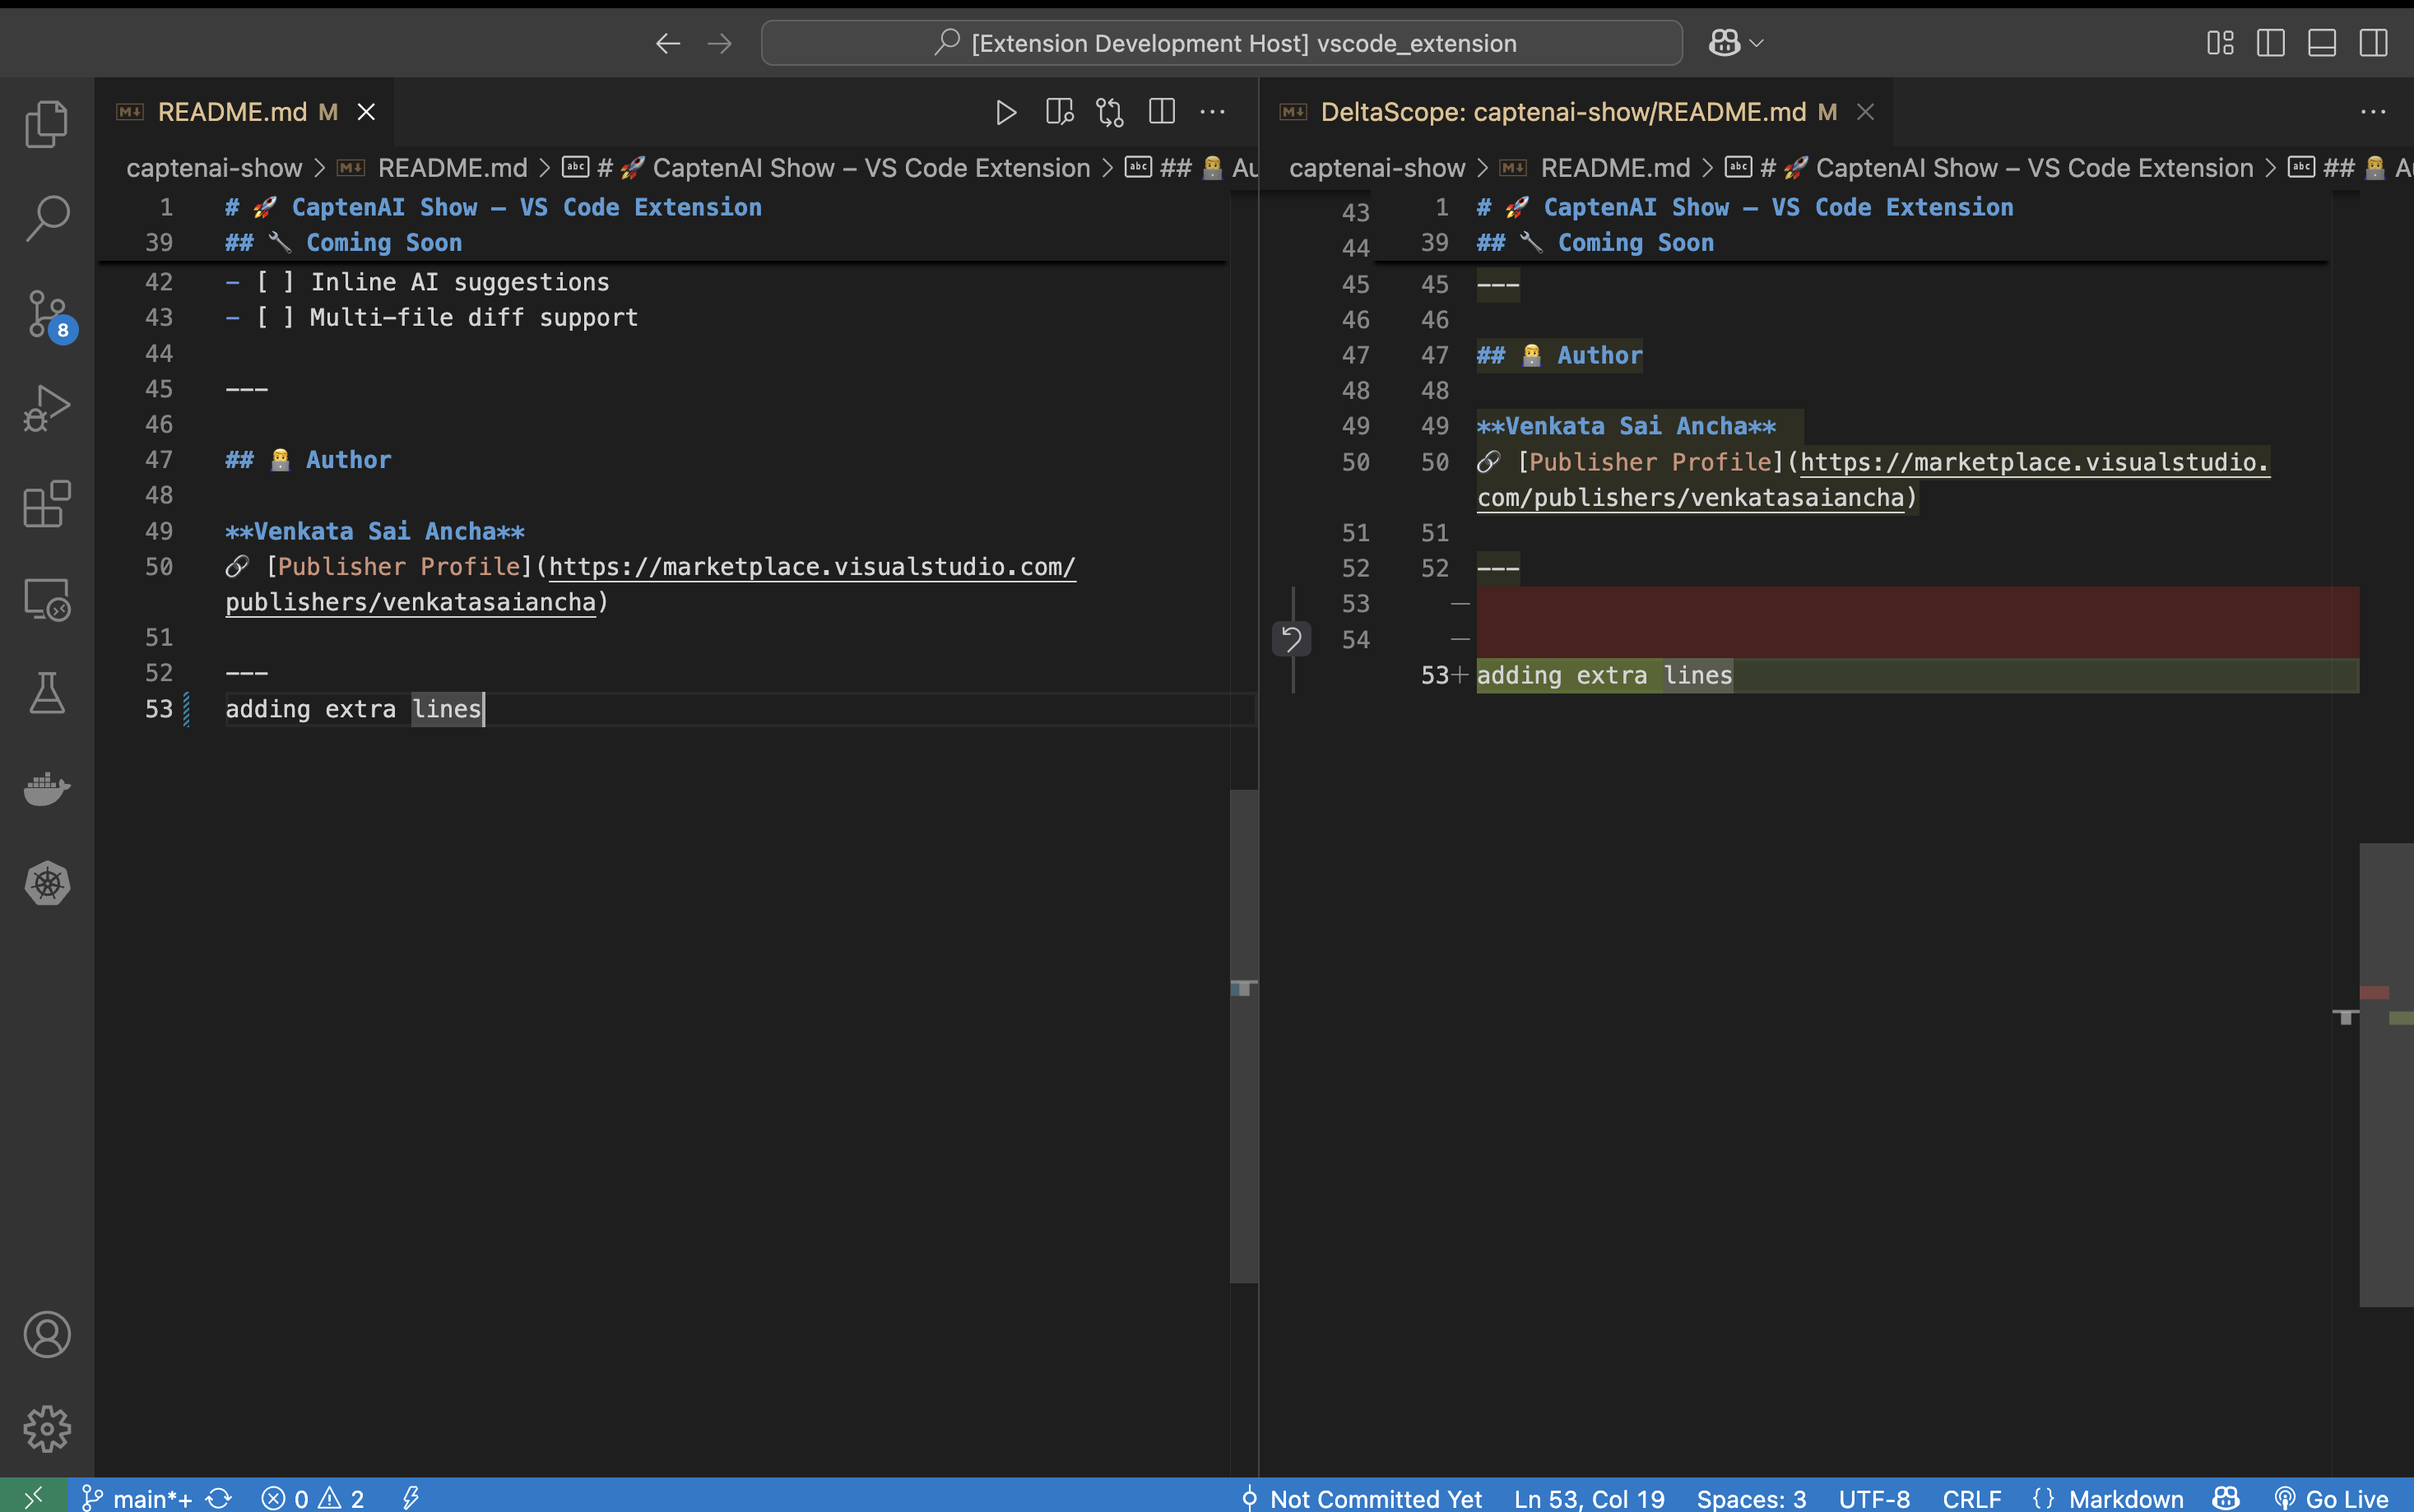 [Extension Development Host] vscode_extension
README.md M
captenai-show > README.md > # 🚀 CaptenAI Show – VS Code Extension > ## 👨‍💻 Au
1 # 🚀 CaptenAI Show – VS Code Extension
39 ## 🔧 Coming Soon
42 - [ ] Inline AI suggestions
43 - [ ] Multi-file diff support
44
45 ---
46
47 ## 👨‍💻 Author
48
49 **Venkata Sai Ancha**
50 🔗 [Publisher Profile](https://marketplace.visualstudio.com/
publishers/venkatasaiancha)
51
52 ---
53 adding extra lines
DeltaScope: captenai-show/README.md M
captenai-show > README.md > # 🚀 CaptenAI Show – VS Code Extension > ## 👨‍💻 Au
43 1 # 🚀 CaptenAI Show – VS Code Extension
44 39 ## 🔧 Coming Soon
45 45 ---
46 46
47 47 ## 👨‍💻 Author
48 48
49 49 **Venkata Sai Ancha**
50 50 🔗 [Publisher Profile](https://marketplace.visualstudio.
com/publishers/venkatasaiancha)
51 51
52 52 ---
53 —
54 —
53+ adding extra lines
8
main*+ 0 2 Not Committed Yet Ln 53, Col 19 Spaces: 3 UTF-8 CRLF {} Markdown Go Live